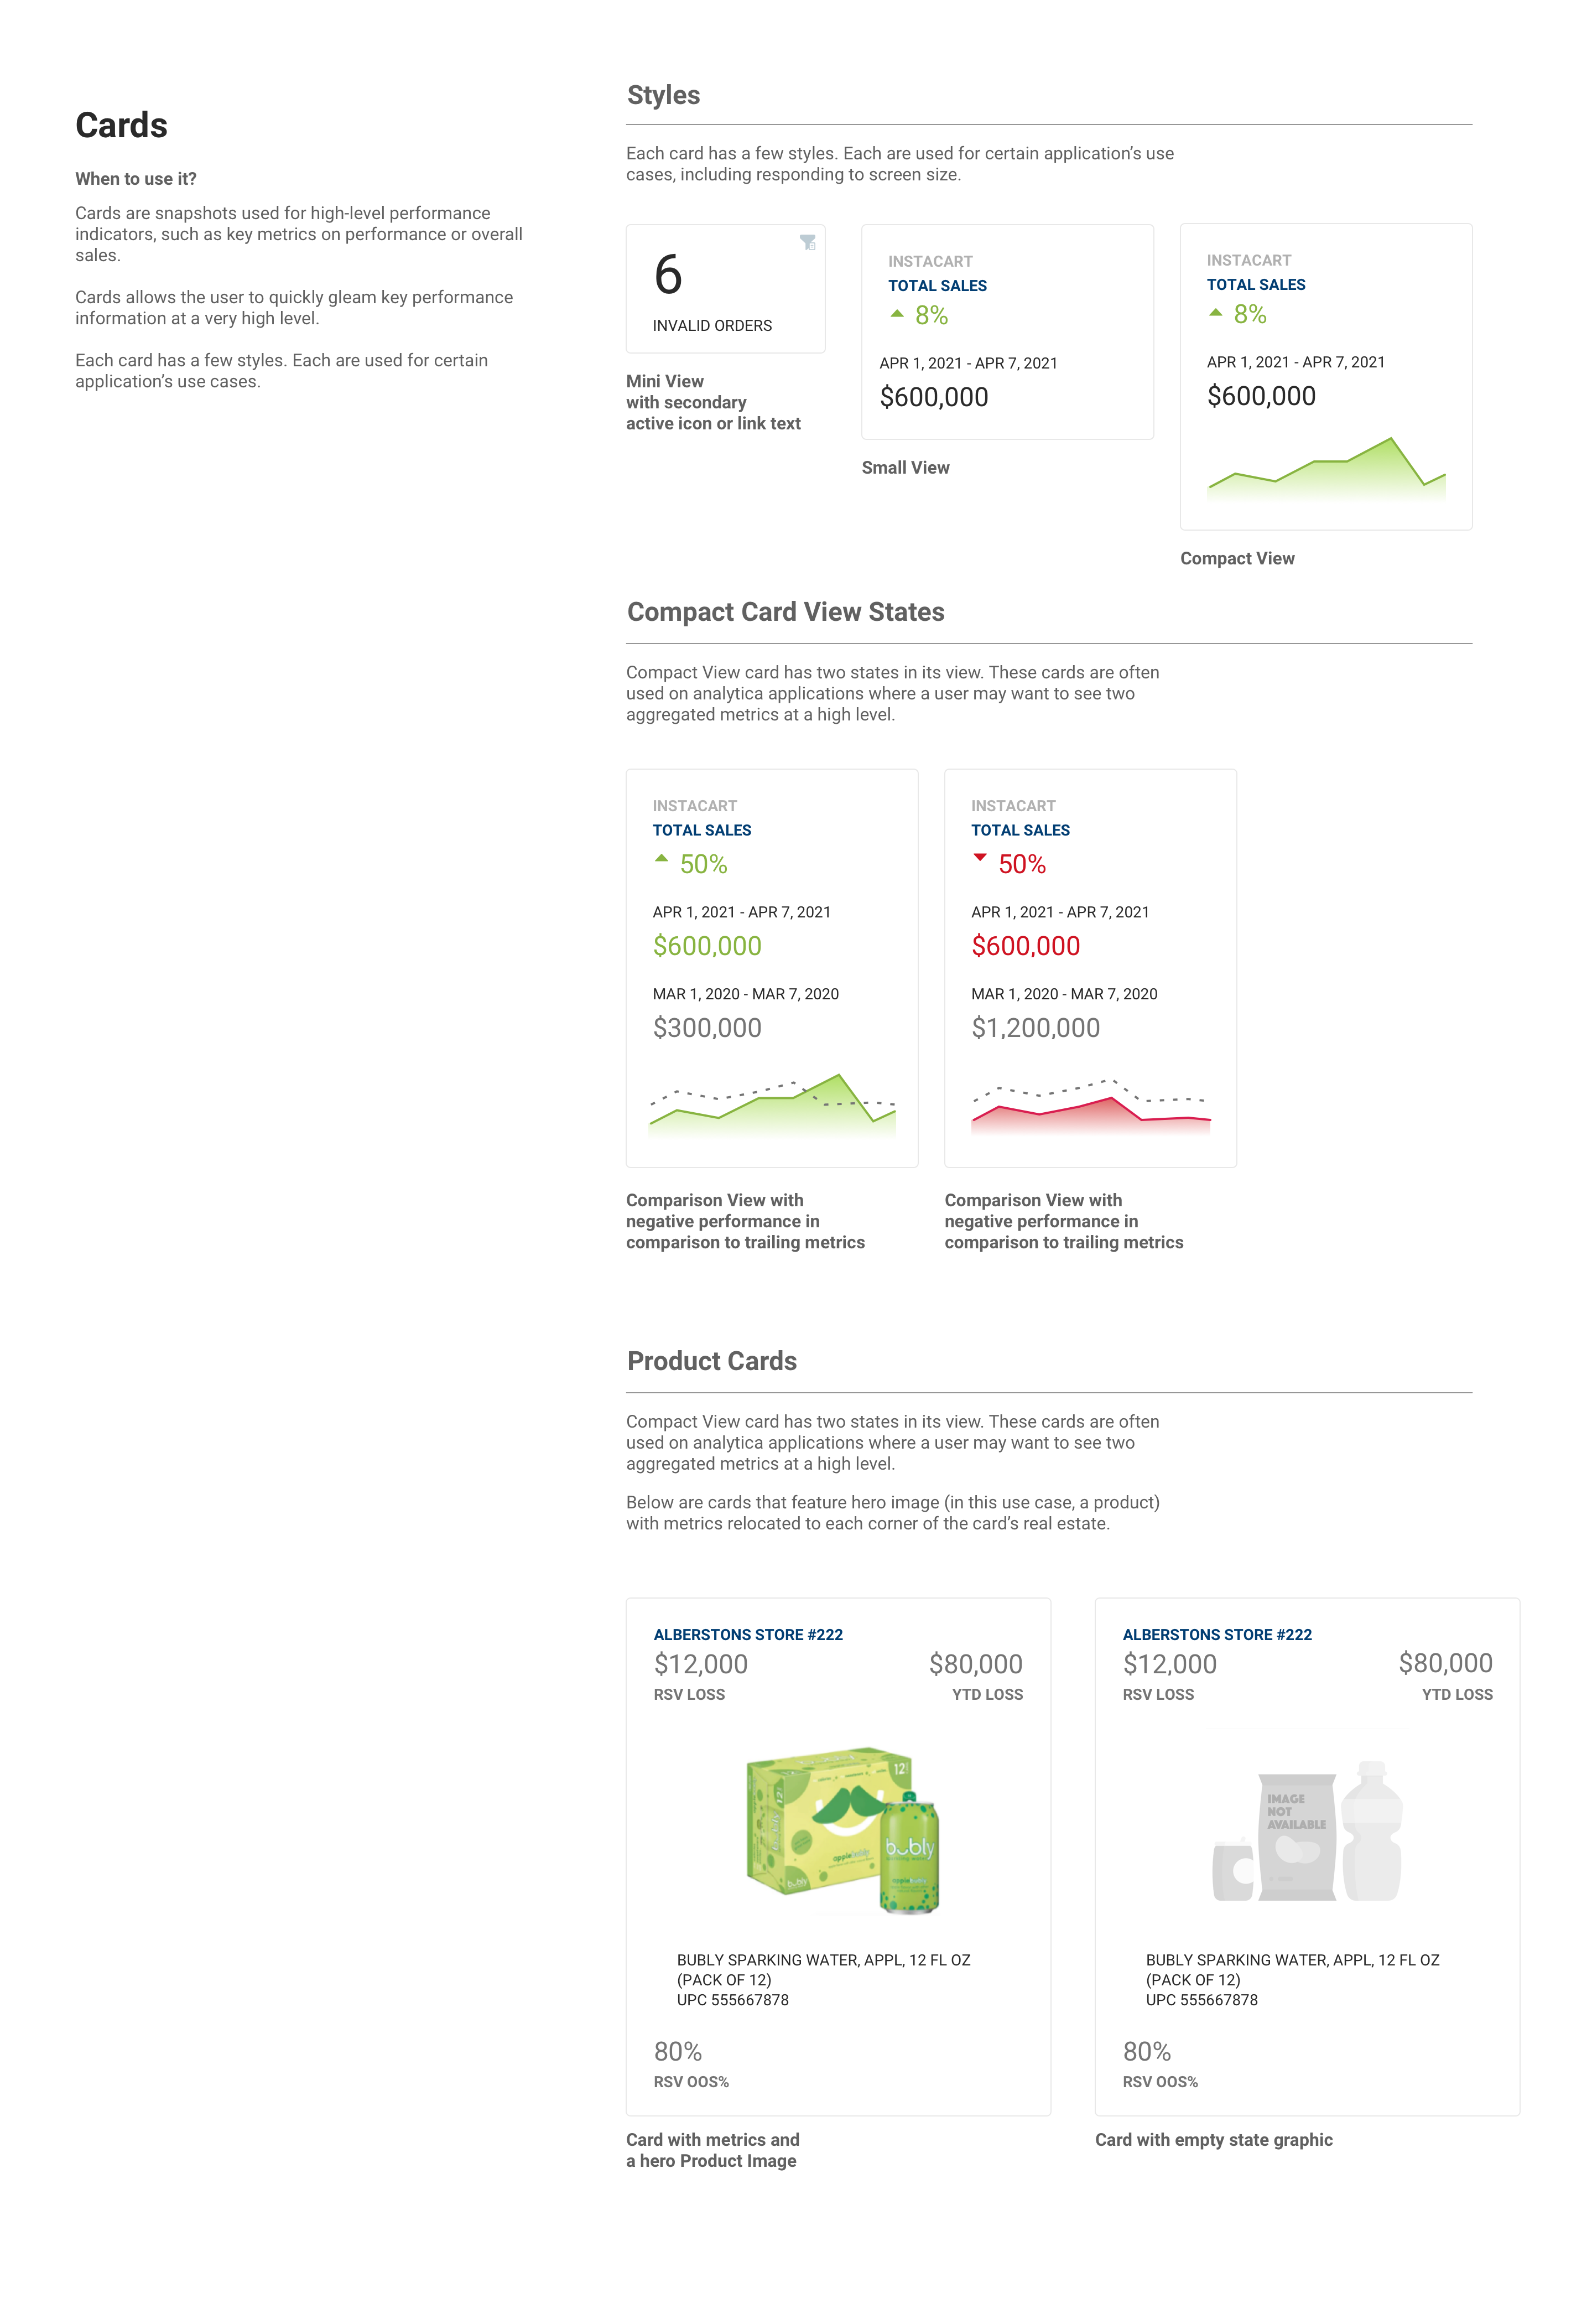 Cards
When to use it?
Cards are snapshots used for high-level performance
indicators, such as key metrics on performance or overall
sales.
Cards allows the user to quickly gleam key performance
information at a very high level.
Each card has a few styles. Each are used for certain
application’s use cases.
Styles
Each card has a few styles. Each are used for certain application’s use
cases, including responding to screen size.
6
INVALID ORDERS
Mini View
with secondary
active icon or link text
INSTACART
TOTAL SALES
8%
APR 1, 2021 - APR 7, 2021
$600,000
Small View
INSTACART
TOTAL SALES
8%
APR 1, 2021 - APR 7, 2021
$600,000
Compact View
Compact Card View States
Compact View card has two states in its view. These cards are often
used on analytica applications where a user may want to see two
aggregated metrics at a high level.
INSTACART
TOTAL SALES
50%
APR 1, 2021 - APR 7, 2021
$600,000
MAR 1, 2020 - MAR 7, 2020
$300,000
Comparison View with
negative performance in
comparison to trailing metrics
INSTACART
TOTAL SALES
50%
APR 1, 2021 - APR 7, 2021
$600,000
MAR 1, 2020 - MAR 7, 2020
$1,200,000
Comparison View with
negative performance in
comparison to trailing metrics
Product Cards
Compact View card has two states in its view. These cards are often
used on analytica applications where a user may want to see two
aggregated metrics at a high level.
Below are cards that feature hero image (in this use case, a product)
with metrics relocated to each corner of the card’s real estate.
ALBERSTONS STORE #222
$12,000 $80,000
RSV LOSS YTD LOSS
12
bubly
applebubly
bubly
BUBLY SPARKING WATER, APPL, 12 FL OZ
(PACK OF 12)
UPC 555667878
80%
RSV OOS%
Card with metrics and
a hero Product Image
ALBERSTONS STORE #222
$12,000 $80,000
RSV LOSS YTD LOSS
IMAGE
NOT
AVAILABLE
BUBLY SPARKING WATER, APPL, 12 FL OZ
(PACK OF 12)
UPC 555667878
80%
RSV OOS%
Card with empty state graphic